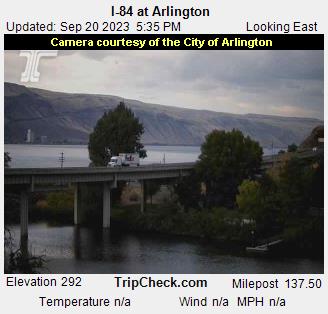 I-84 at Arlington
Updated: Sep 20 2023 5:35 PM Looking East
Camera courtesy of the City of Arlington
Elevation 292 TripCheck.com Milepost 137.50
Temperature n/a Wind n/a MPH n/a